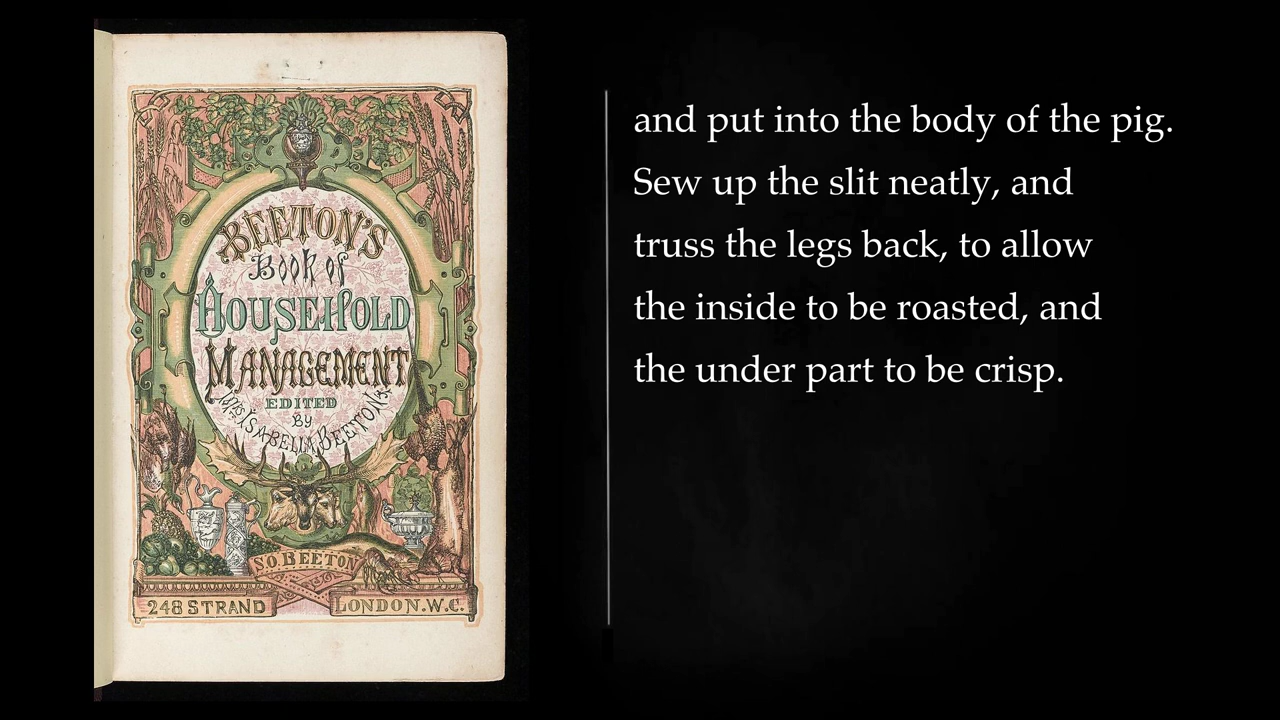 BEETON'S
Book of
HOUSEHOLD
MANAGEMENT
EDITED
BY
MRS ISABELLA BEETON
S.O. BEETON
248 STRAND
LONDON. W.C.
and put into the body of the pig.
Sew up the slit neatly, and
truss the legs back, to allow
the inside to be roasted, and
the under part to be crisp.